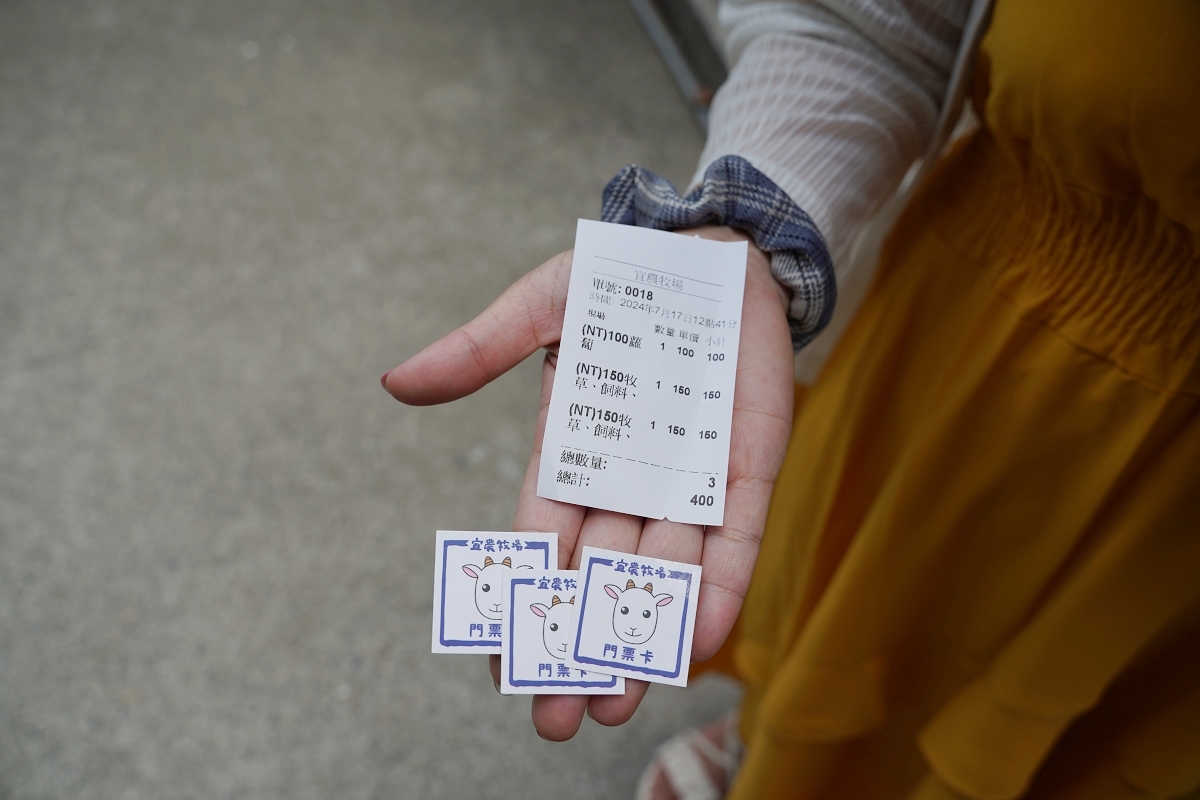 宜農牧場
單號: 0018
時間: 2024年7月17日12點41分
現場 數量 單價 小計
(NT)100蘿 1 100 100
蔔
(NT)150牧 1 150 150
草、飼料、
(NT)150牧 1 150 150
草、飼料、
總數量: 3
總計: 400
宜農牧場
門票
宜農牧
門票卡
宜農牧場
門票卡